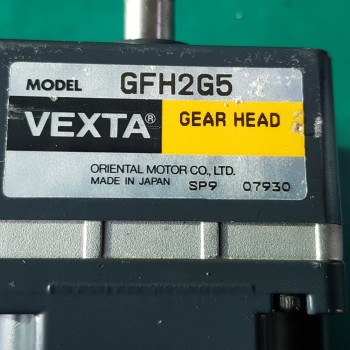 MODEL GFH2G5
VEXTA® GEAR HEAD
ORIENTAL MOTOR CO., LTD.
MADE IN JAPAN SP9 07930